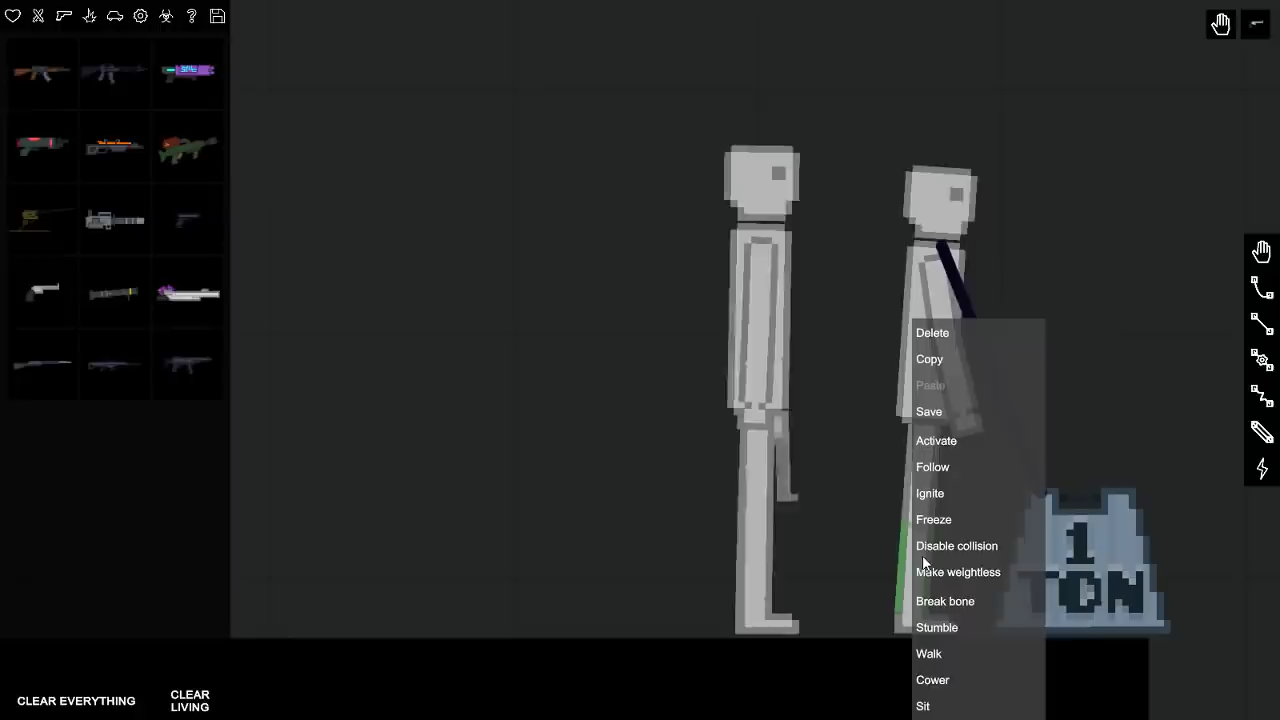 Delete
Copy
Paste
Save
Activate
Follow
Ignite
Freeze
Disable collision
Make weightless
Break bone
Stumble
Walk
Cower
Sit
1
TON
CLEAR EVERYTHING
CLEAR
LIVING